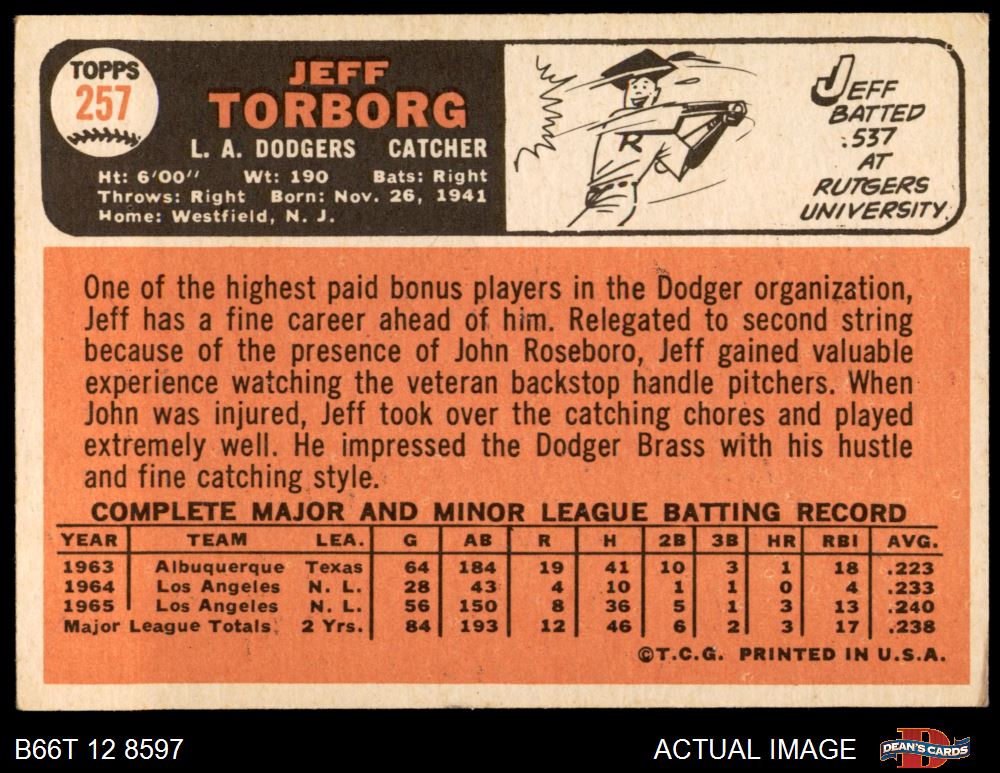 TOPPS
257
JEFF
TORBORG
L. A. DODGERS CATCHER
Ht: 6'00" Wt: 190 Bats: Right
Throws: Right Born: Nov. 26, 1941
Home: Westfield, N. J.
R
JEFF
BATTED
.537
AT
RUTGERS
UNIVERSITY
One of the highest paid bonus players in the Dodger organization,
Jeff has a fine career ahead of him. Relegated to second string
because of the presence of John Roseboro, Jeff gained valuable
experience watching the veteran backstop handle pitchers. When
John was injured, Jeff took over the catching chores and played
extremely well. He impressed the Dodger Brass with his hustle
and fine catching style.
COMPLETE MAJOR AND MINOR LEAGUE BATTING RECORD
YEAR TEAM LEA. G AB R H 2B 3B HR RBI AVG.
1963 Albuquerque Texas 64 184 19 41 10 3 1 18 .223
1964 Los Angeles N. L. 28 43 4 10 1 1 0 4 .233
1965 Los Angeles N. L. 56 150 8 36 5 1 3 13 .240
Major League Totals 2 Yrs. 84 193 12 46 6 2 3 17 .238
©T.C.G. PRINTED IN U.S.A.
B66T 12 8597 ACTUAL IMAGE DEAN'S CARDS